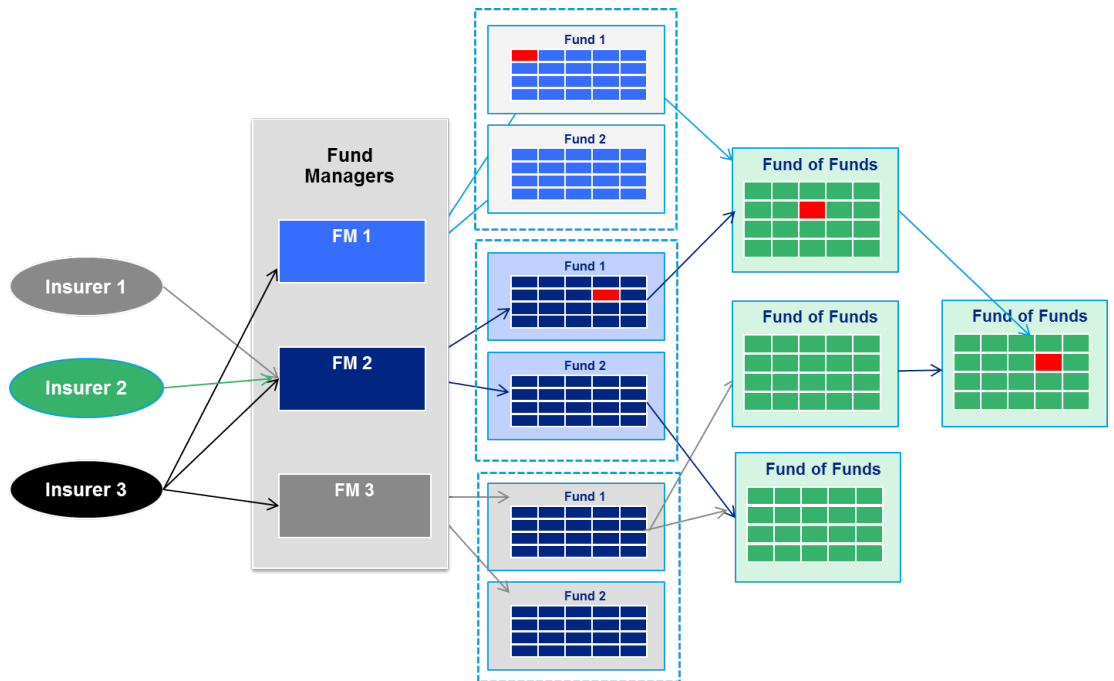 Insurer 1
Insurer 2
Insurer 3
Fund
Managers
FM 1
FM 2
FM 3
Fund 1
Fund 2
Fund 1
Fund 2
Fund 1
Fund 2
Fund of Funds
Fund of Funds
Fund of Funds
Fund of Funds